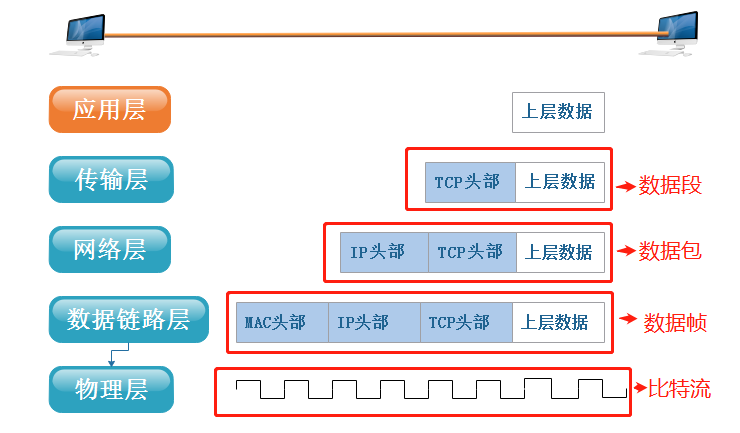 应用层
上层数据
传输层
TCP头部
上层数据
数据段
网络层
IP头部
TCP头部
上层数据
数据包
数据链路层
MAC头部
IP头部
TCP头部
上层数据
数据帧
物理层
比特流